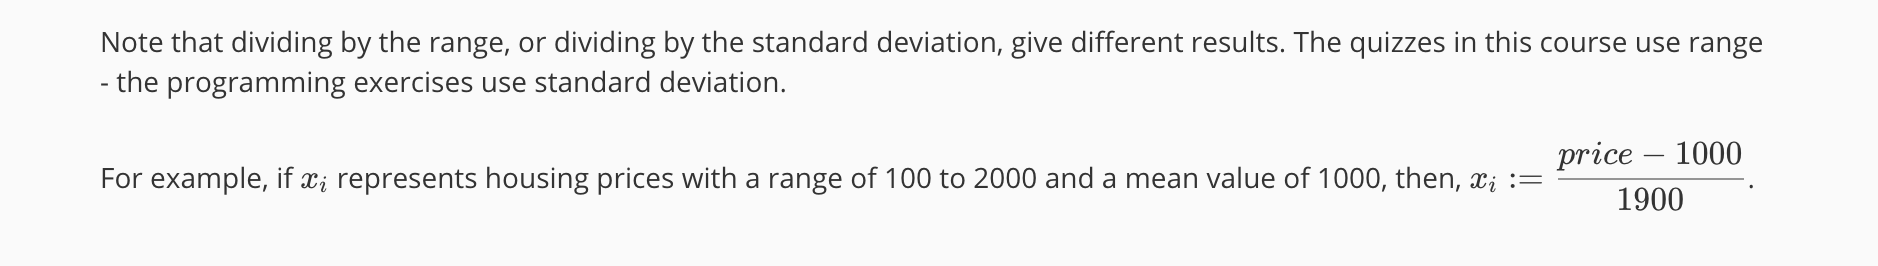 Note that dividing by the range, or dividing by the standard deviation, give different results. The quizzes in this course use range
- the programming exercises use standard deviation.
For example, if $x_i$ represents housing prices with a range of 100 to 2000 and a mean value of 1000, then, $x_i := \dfrac{price - 1000}{1900}$.